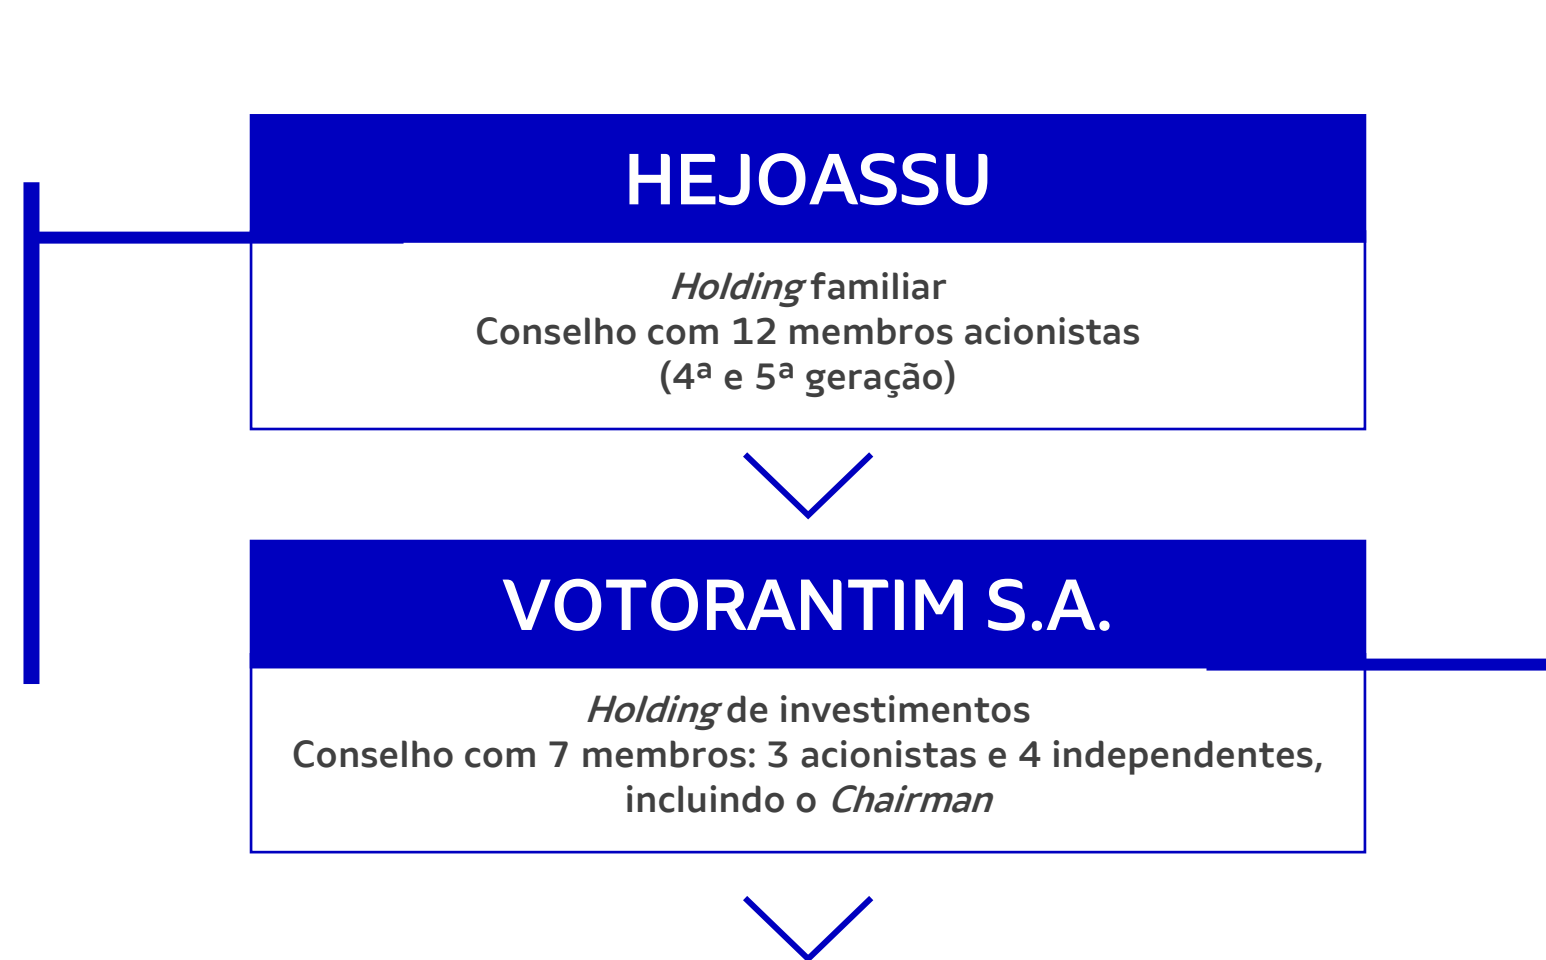 HEJOASSU
Holding familiar
Conselho com 12 membros acionistas
(4ª e 5ª geração)
VOTORANTIM S.A.
Holding de investimentos
Conselho com 7 membros: 3 acionistas e 4 independentes,
incluindo o Chairman